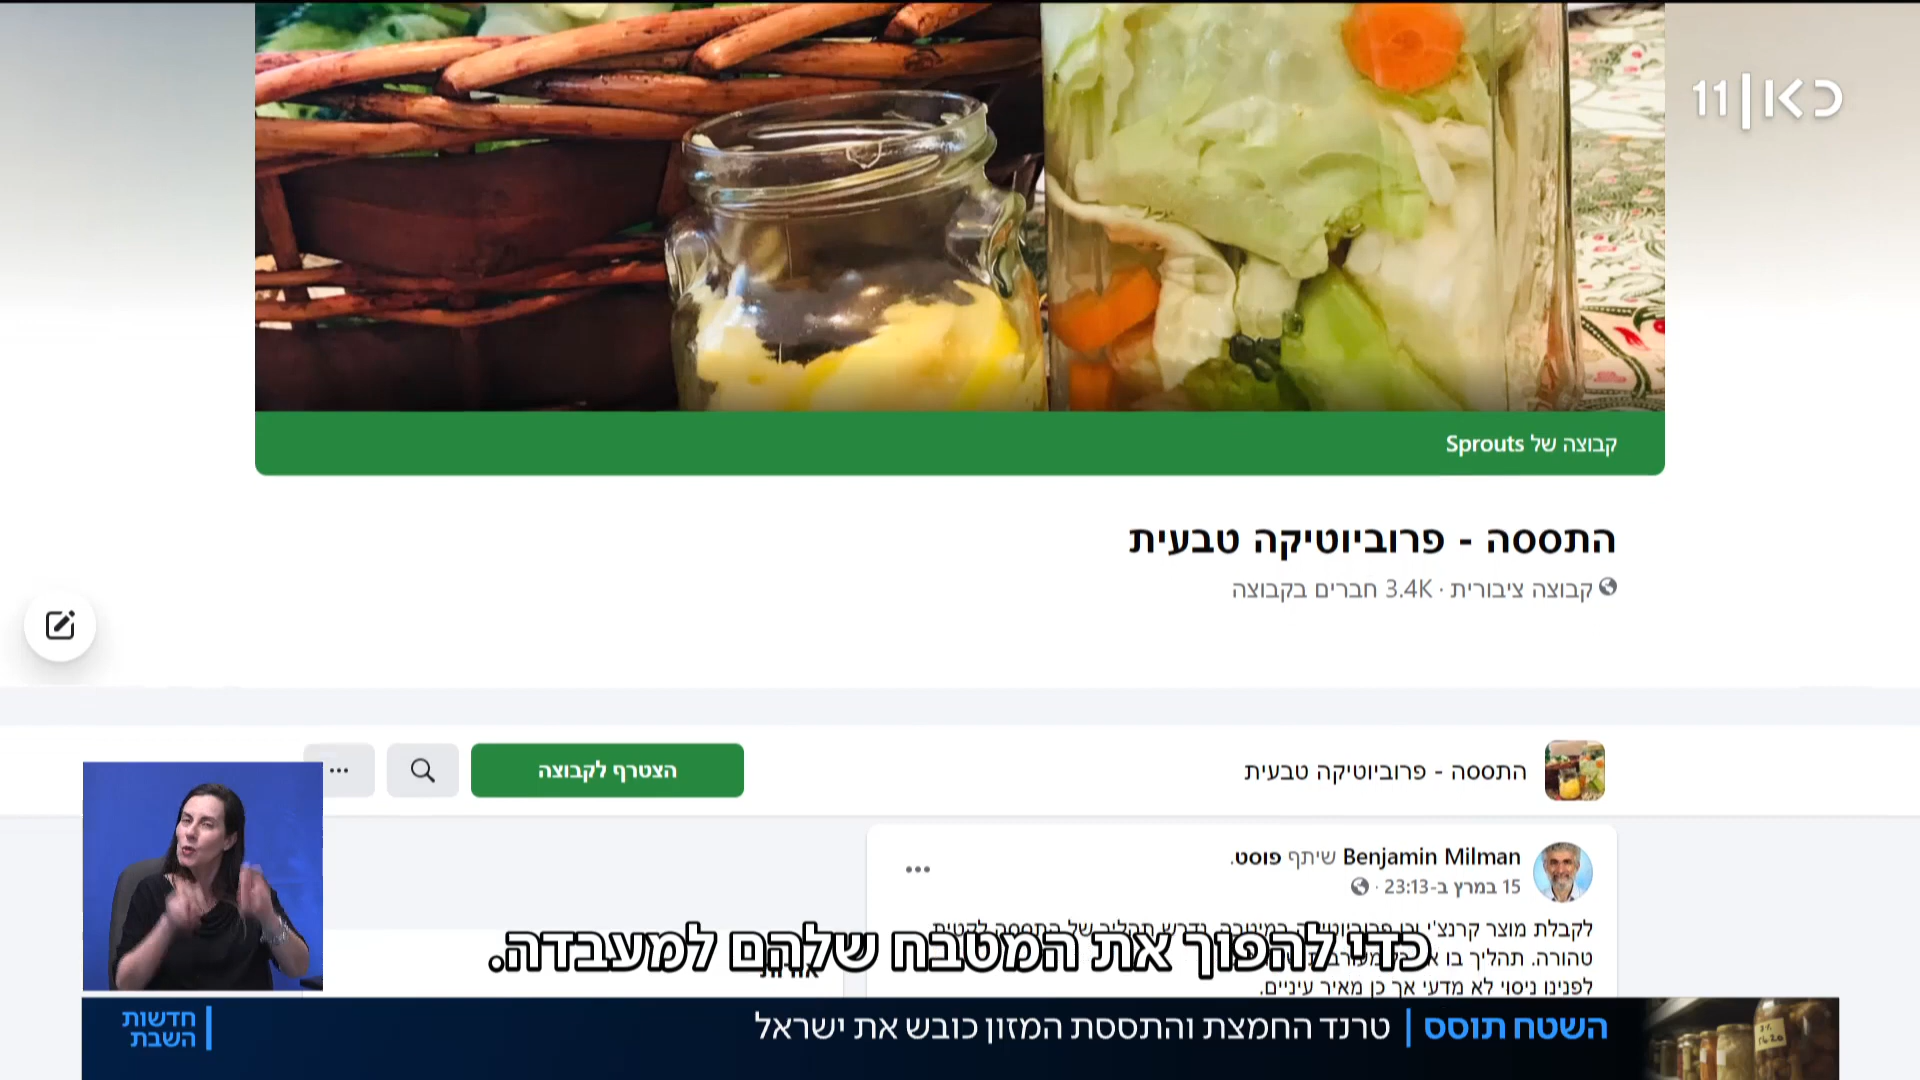 כאן 11
קבוצה של Sprouts
התססה - פרוביוטיקה טבעית
קבוצה ציבורית · 3.4K חברים בקבוצה
הצטרף לקבוצה
התססה - פרוביוטיקה טבעית
Benjamin Milman שיתף פוסט.
15 במרץ ב-23:13
לקבלת מוצר קרנצ'י
טהורה. תהליך בו
לפנינו ניסוי לא מדעי אך כן מאיר עיניים.
כדי להפוך את המטבח שלהם למעבדה.
השטח תוסס | טרנד החמצת והתססת המזון כובש את ישראל
חדשות
השבת